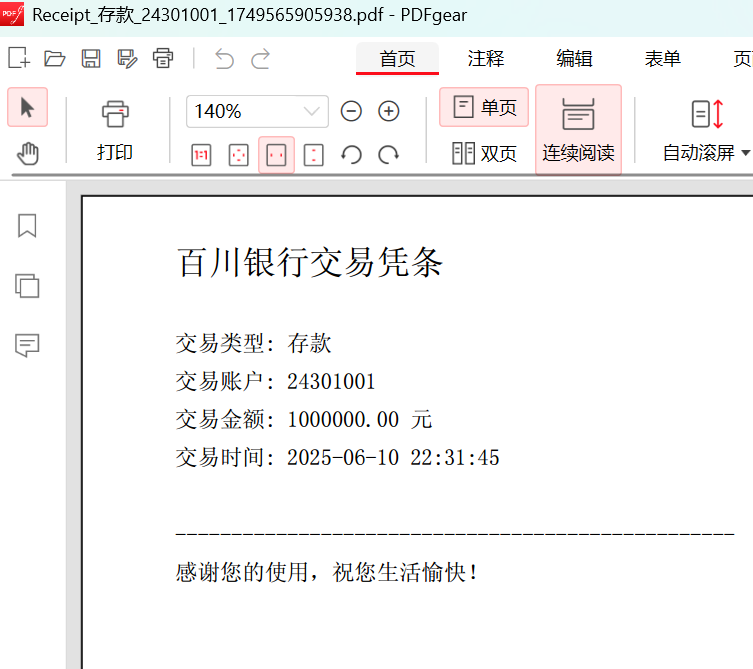 Receipt_存款_24301001_1749565905938.pdf - PDFgear
首页 注释 编辑 表单
打印
140%
单页
双页
连续阅读
自动滚屏
百川银行交易凭条
交易类型: 存款
交易账户: 24301001
交易金额: 1000000.00 元
交易时间: 2025-06-10 22:31:45
--------------------------------------------------
感谢您的使用，祝您生活愉快！